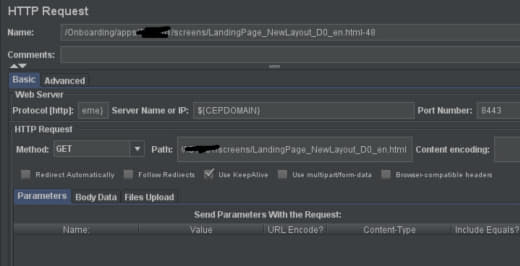 HTTP Request
Name: /Onboarding/apps /screens/LandingPage_NewLayout_D0_en.html-48
Comments:
Basic Advanced
Web Server
Protocol [http]: eme} Server Name or IP: ${CEPDOMAIN} Port Number: 8443
HTTP Request
Method: GET Path: /screens/LandingPage_NewLayout_D0_en.html Content encoding:
Redirect Automatically Follow Redirects Use KeepAlive Use multipart/form-data Browser-compatible headers
Parameters Body Data Files Upload
Send Parameters With the Request:
Name: Value URL Encode? Content-Type Include Equals?